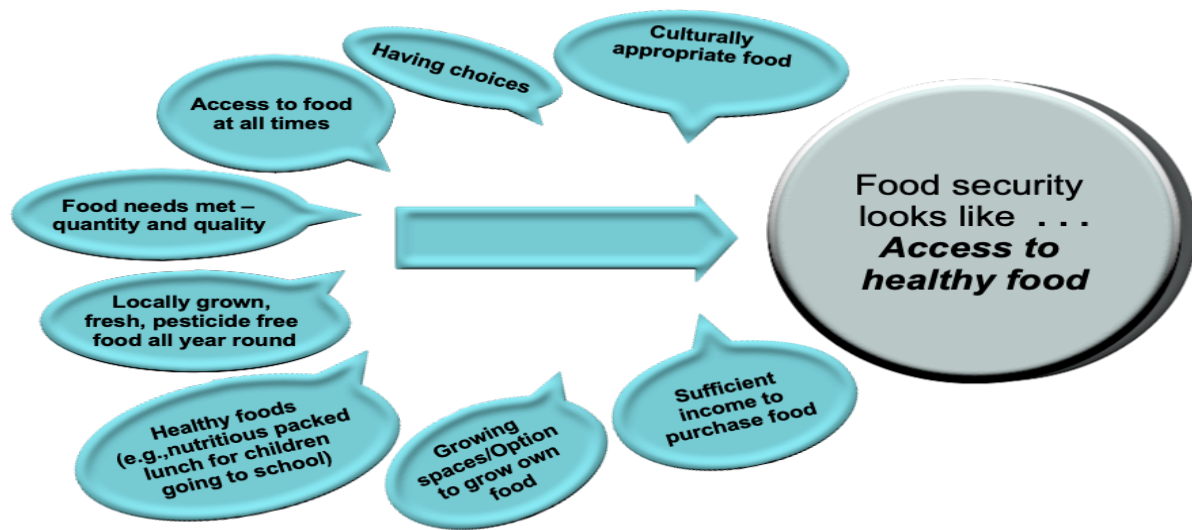 Culturally
appropriate food
Having choices
Access to food
at all times
Food needs met –
quantity and quality
Locally grown,
fresh, pesticide free
food all year round
Healthy foods
(e.g.,nutritious packed
lunch for children
going to school)
Growing
spaces/Option
to grow own
food
Sufficient
income to
purchase food
Food security
looks like . . .
Access to
healthy food